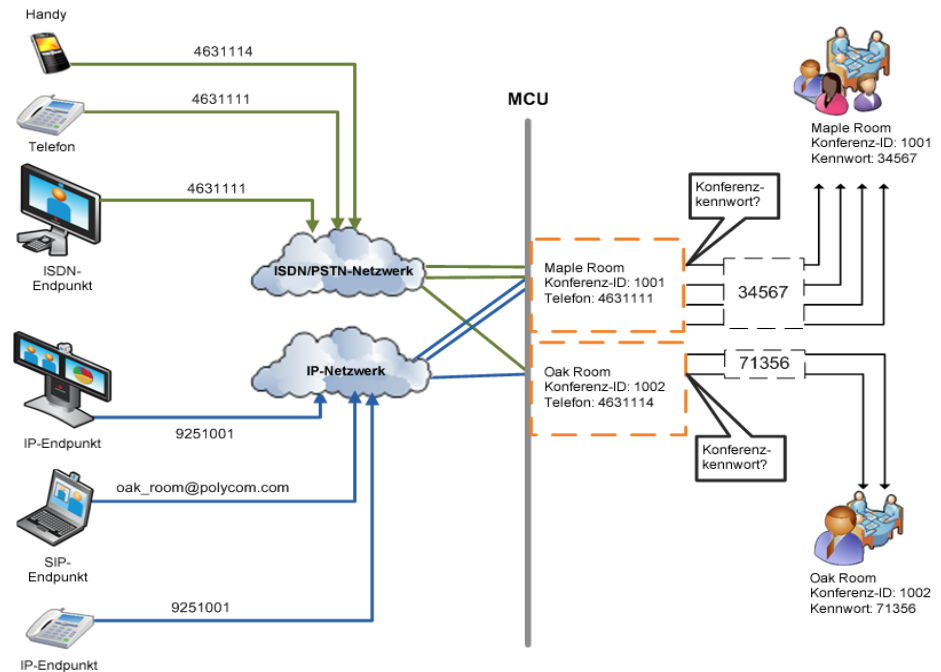 Handy
4631114
4631111
Telefon
4631111
ISDN-
Endpunkt
ISDN/PSTN-Netzwerk
IP-Netzwerk
IP-Endpunkt
9251001
oak_room@polycom.com
SIP-
Endpunkt
9251001
IP-Endpunkt
MCU
Maple Room
Konferenz-ID: 1001
Telefon: 4631111
Oak Room
Konferenz-ID: 1002
Telefon: 4631114
Konferenz-
kennwort?
34567
71356
Konferenz-
kennwort?
Maple Room
Konferenz-ID: 1001
Kennwort: 34567
Oak Room
Konferenz-ID: 1002
Kennwort: 71356